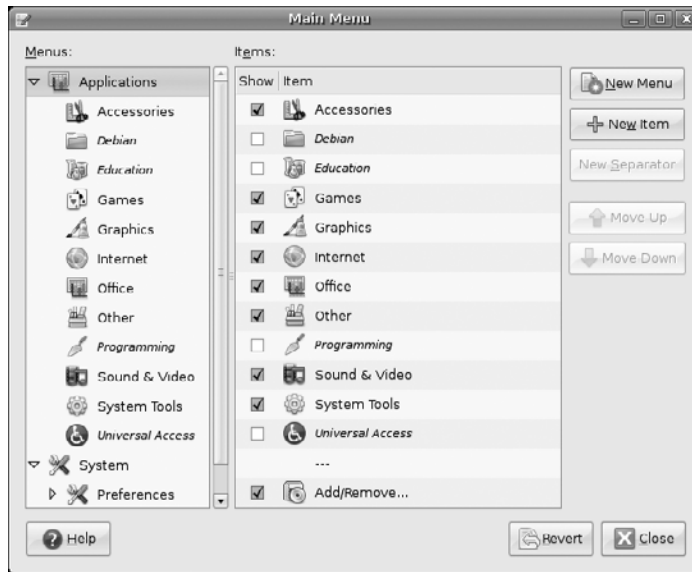 Main Menu
Menus:
Applications
Accessories
Debian
Education
Games
Graphics
Internet
Office
Other
Programming
Sound & Video
System Tools
Universal Access
System
Preferences
Items:
Show Item
Accessories
Debian
Education
Games
Graphics
Internet
Office
Other
Programming
Sound & Video
System Tools
Universal Access
---
Add/Remove...
New Menu
New Item
New Separator
Move Up
Move Down
Help
Revert
Close